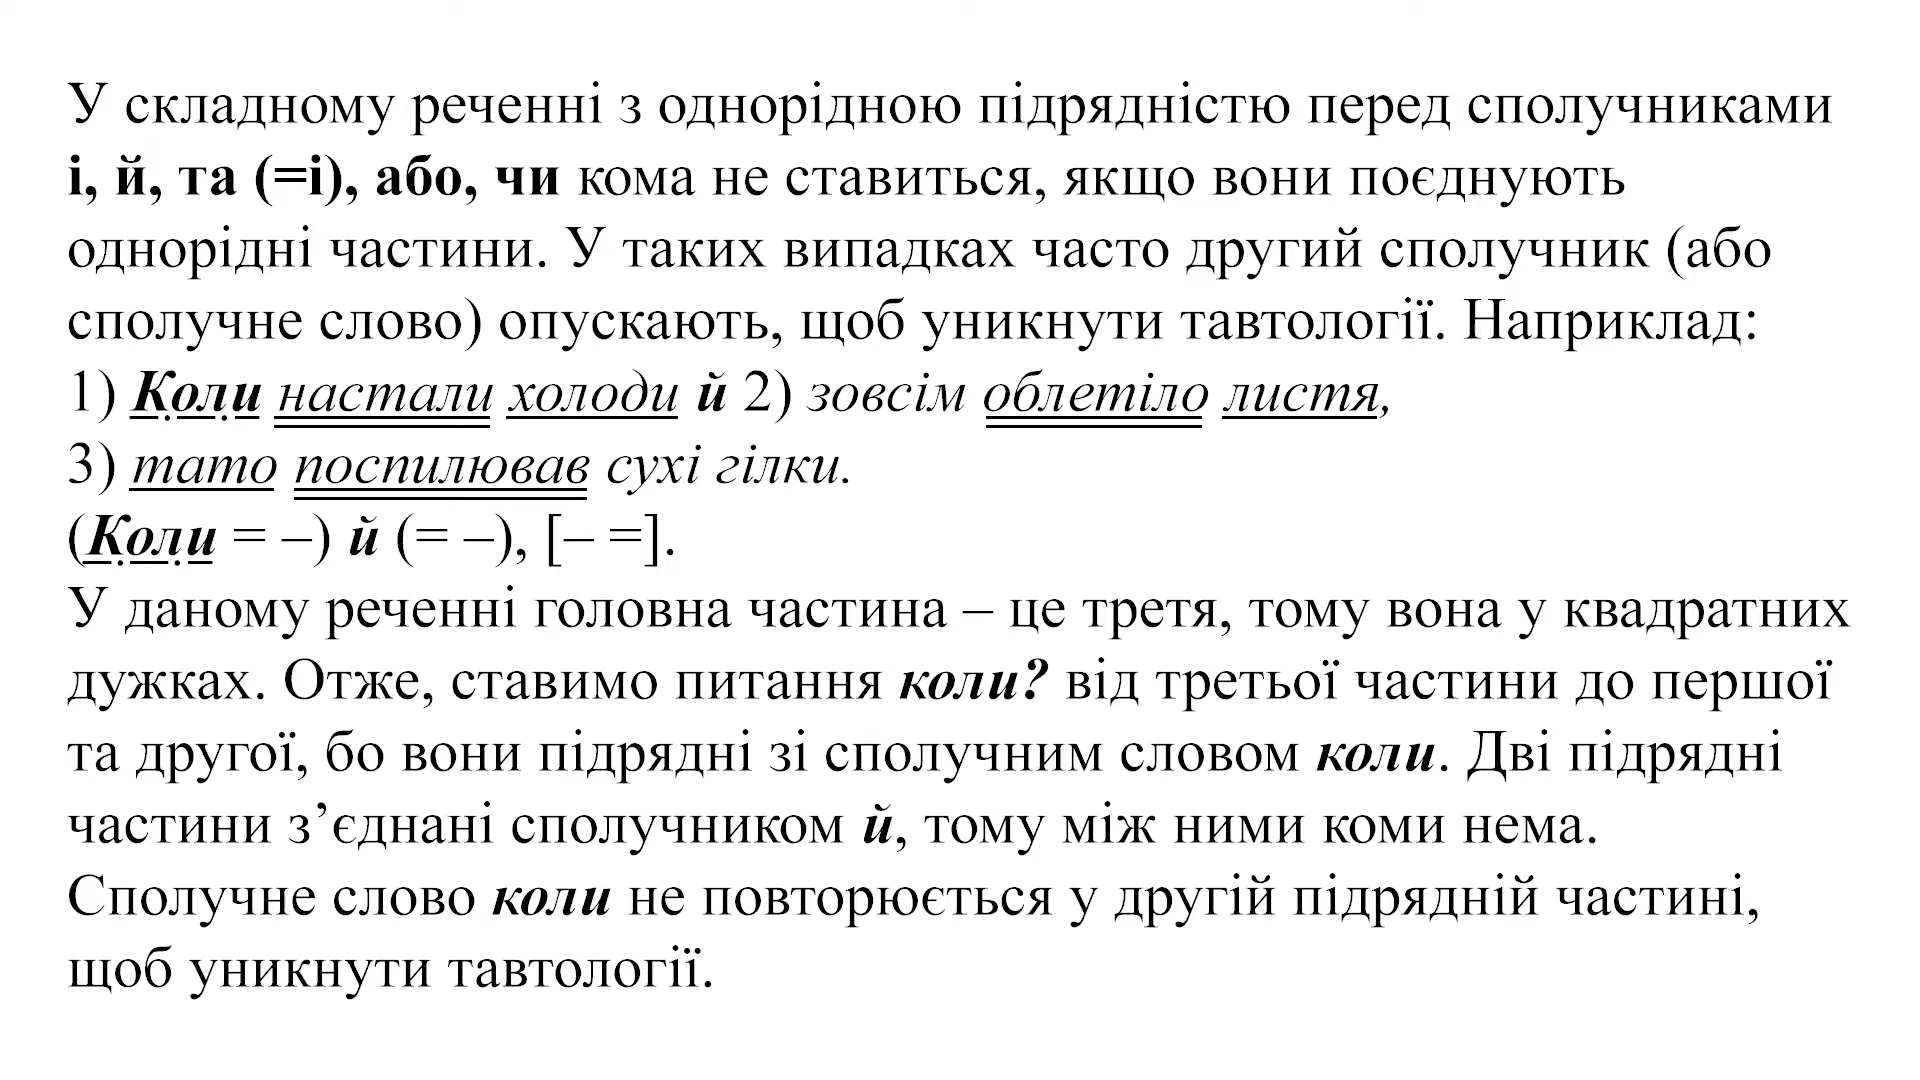 У складному реченні з однорідною підрядністю перед сполучниками
і, й, та (=і), або, чи кома не ставиться, якщо вони поєднують
однорідні частини. У таких випадках часто другий сполучник (або
сполучне слово) опускають, щоб уникнути тавтології. Наприклад:
1) Коли настали холоди й 2) зовсім облетіло листя,
3) тато поспилював сухі гілки.
(Коли = –) й (= –), [– =].
У даному реченні головна частина – це третя, тому вона у квадратних
дужках. Отже, ставимо питання коли? від третьої частини до першої
та другої, бо вони підрядні зі сполучним словом коли. Дві підрядні
частини з’єднані сполучником й, тому між ними коми нема.
Сполучне слово коли не повторюється у другій підрядній частині,
щоб уникнути тавтології.